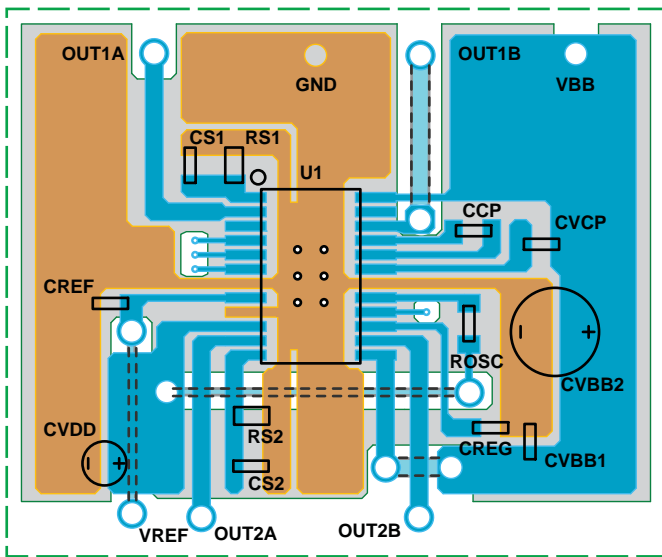 OUT1A
OUT1B
GND
VBB
CS1
RS1
U1
CCP
CVCP
CREF
ROSC
CVBB2
- +
CVDD
- +
RS2
CREG
CVBB1
CS2
VREF
OUT2A
OUT2B